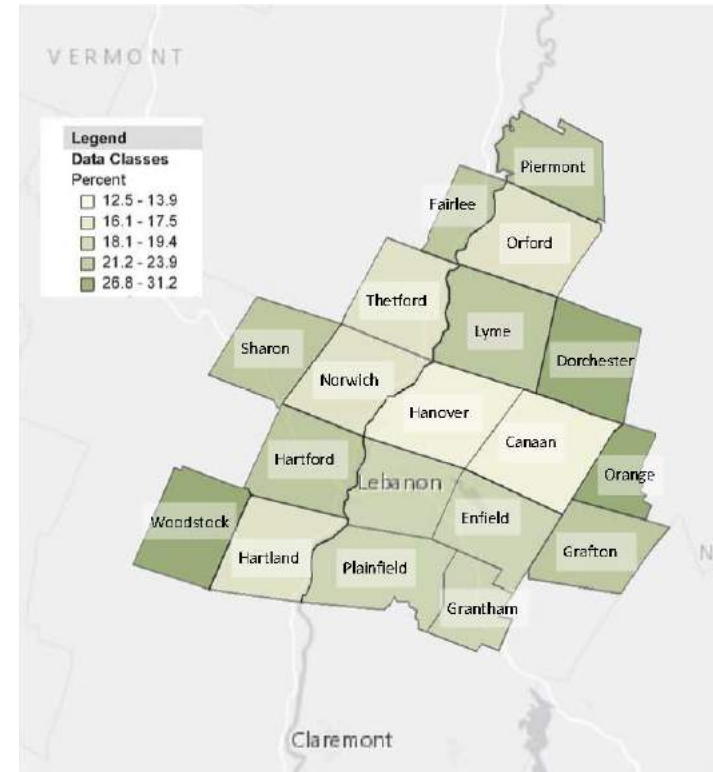 VERMONT
Legend
Data Classes
Percent
12.5 - 13.9
16.1 - 17.5
18.1 - 19.4
21.2 - 23.9
26.8 - 31.2
Piermont
Fairlee
Orford
Thetford
Lyme
Sharon
Dorchester
Norwich
Hanover
Canaan
Hartford
Orange
Lebanon
Woodstock
Enfield
Hartland
Plainfield
Grafton
N
Grantham
Claremont